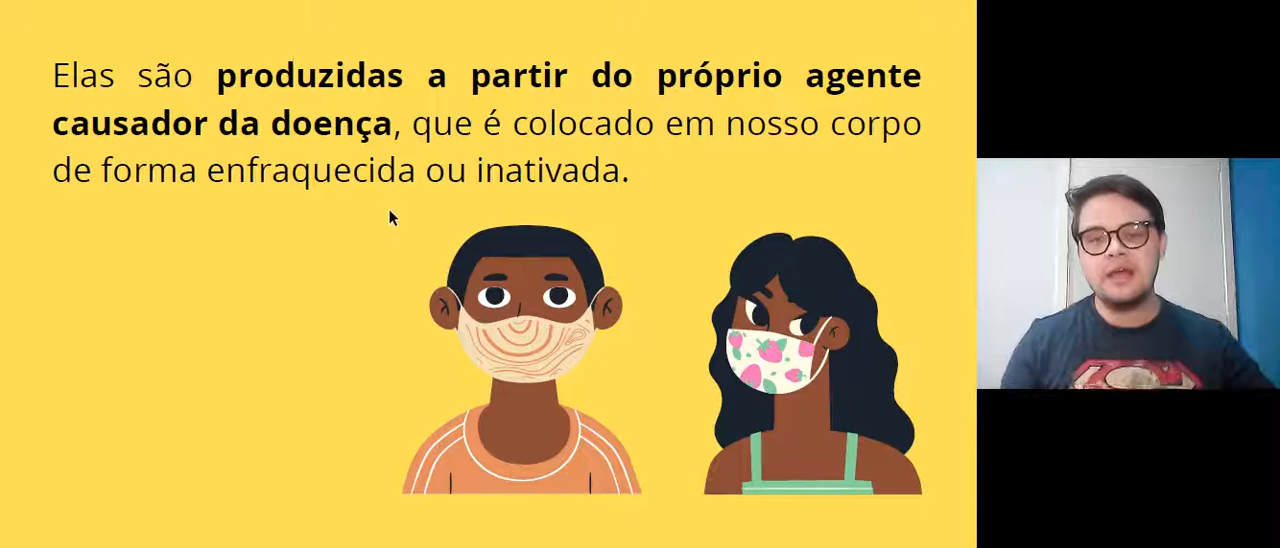 Elas são produzidas a partir do próprio agente
causador da doença, que é colocado em nosso corpo
de forma enfraquecida ou inativada.